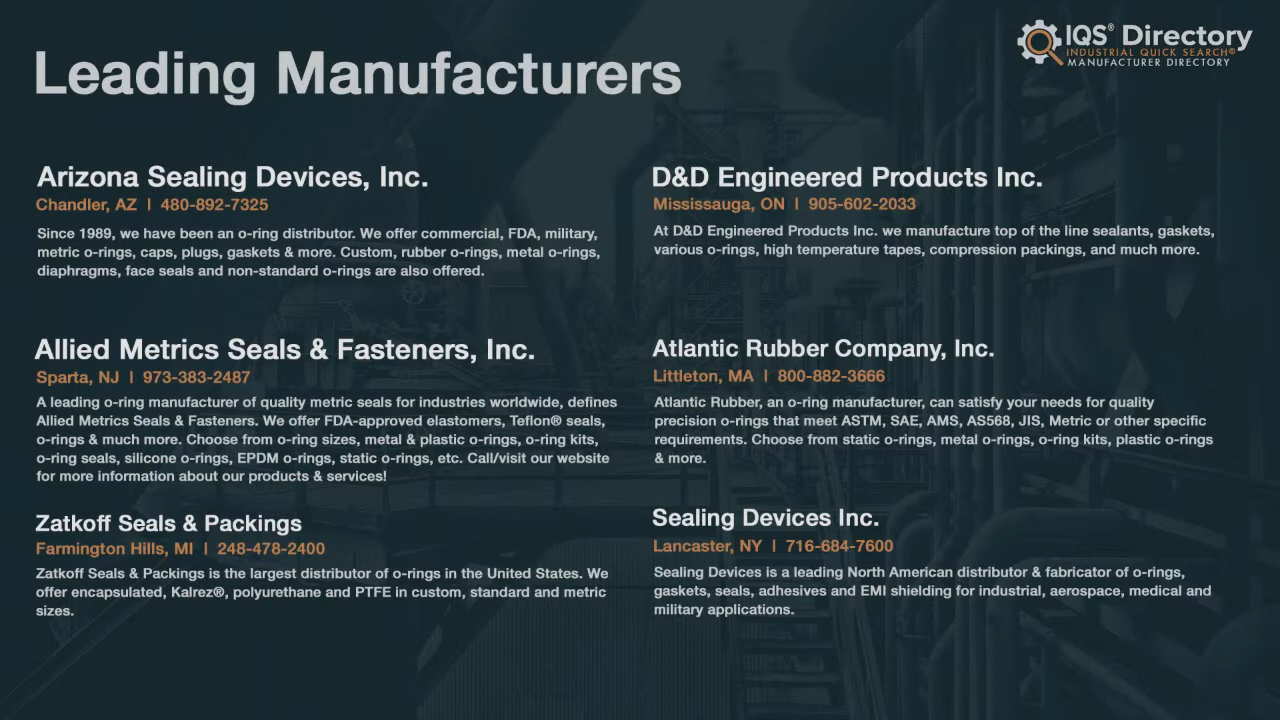 IQS® Directory
INDUSTRIAL QUICK SEARCH®
MANUFACTURER DIRECTORY
Leading Manufacturers
Arizona Sealing Devices, Inc.
Chandler, AZ | 480-892-7325
Since 1989, we have been an o-ring distributor. We offer commercial, FDA, military,
metric o-rings, caps, plugs, gaskets & more. Custom, rubber o-rings, metal o-rings,
diaphragms, face seals and non-standard o-rings are also offered.
D&D Engineered Products Inc.
Mississauga, ON | 905-602-2033
At D&D Engineered Products Inc. we manufacture top of the line sealants, gaskets,
various o-rings, high temperature tapes, compression packings, and much more.
Allied Metrics Seals & Fasteners, Inc.
Sparta, NJ | 973-383-2487
A leading o-ring manufacturer of quality metric seals for industries worldwide, defines
Allied Metrics Seals & Fasteners. We offer FDA-approved elastomers, Teflon® seals,
o-rings & much more. Choose from o-ring sizes, metal & plastic o-rings, o-ring kits,
o-ring seals, silicone o-rings, EPDM o-rings, static o-rings, etc. Call/visit our website
for more information about our products & services!
Atlantic Rubber Company, Inc.
Littleton, MA | 800-882-3666
Atlantic Rubber, an o-ring manufacturer, can satisfy your needs for quality
precision o-rings that meet ASTM, SAE, AMS, AS568, JIS, Metric or other specific
requirements. Choose from static o-rings, metal o-rings, o-ring kits, plastic o-rings
& more.
Zatkoff Seals & Packings
Farmington Hills, MI | 248-478-2400
Zatkoff Seals & Packings is the largest distributor of o-rings in the United States. We
offer encapsulated, Kalrez®, polyurethane and PTFE in custom, standard and metric
sizes.
Sealing Devices Inc.
Lancaster, NY | 716-684-7600
Sealing Devices is a leading North American distributor & fabricator of o-rings,
gaskets, seals, adhesives and EMI shielding for industrial, aerospace, medical and
military applications.